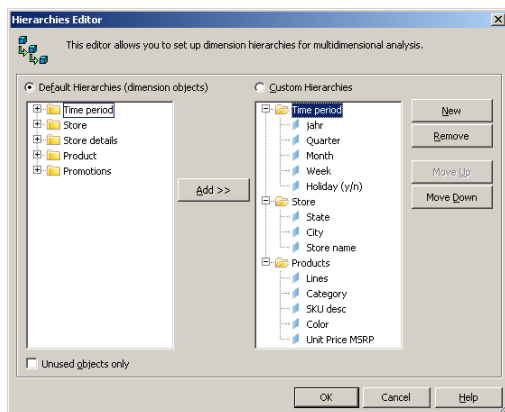 Hierarchies Editor
This editor allows you to set up dimension hierarchies for multidimensional analysis.
Default Hierarchies (dimension objects)
Time period
Store
Store details
Product
Promotions
Unused objects only
Add >>
Custom Hierarchies
Time period
jahr
Quarter
Month
Week
Holiday (y/n)
Store
State
City
Store name
Products
Lines
Category
SKU desc
Color
Unit Price MSRP
New
Remove
Move Up
Move Down
OK
Cancel
Help